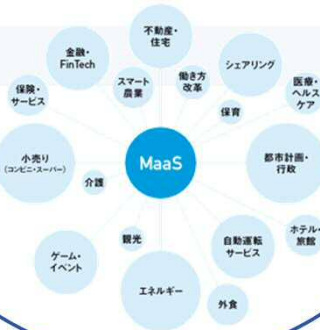 不動産・
住宅
金融・
FinTech
シェアリング
スマート
農業
働き方
改革
医療・
ヘルス
ケア
保険・
サービス
保育
小売り
(コンビニ・スーパー)
MaaS
都市計画・
行政
介護
観光
自動運転
サービス
ホテル・
旅館
ゲーム・
イベント
エネルギー
外食